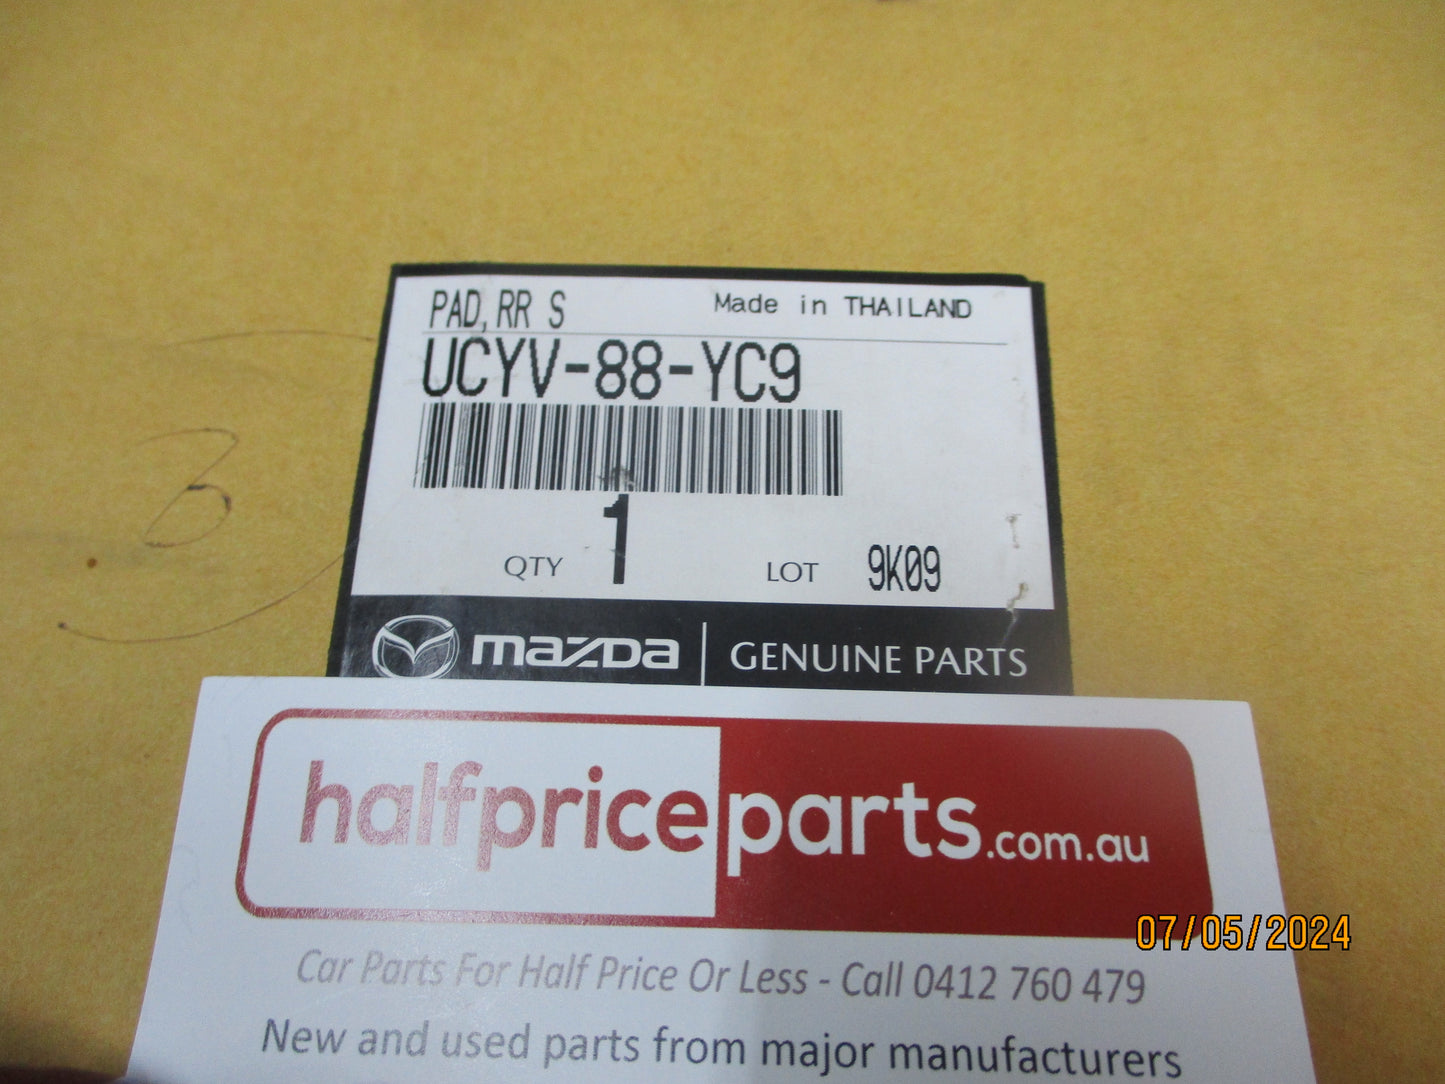 PAD, RR S
Made in THAILAND
UCYV-88-YC9
QTY 1 LOT 9K09
mazda GENUINE PARTS
3
halfpriceparts.com.au
07/05/2024
Car Parts For Half Price Or Less - Call 0412 760 479
New and used parts from major manufacturers